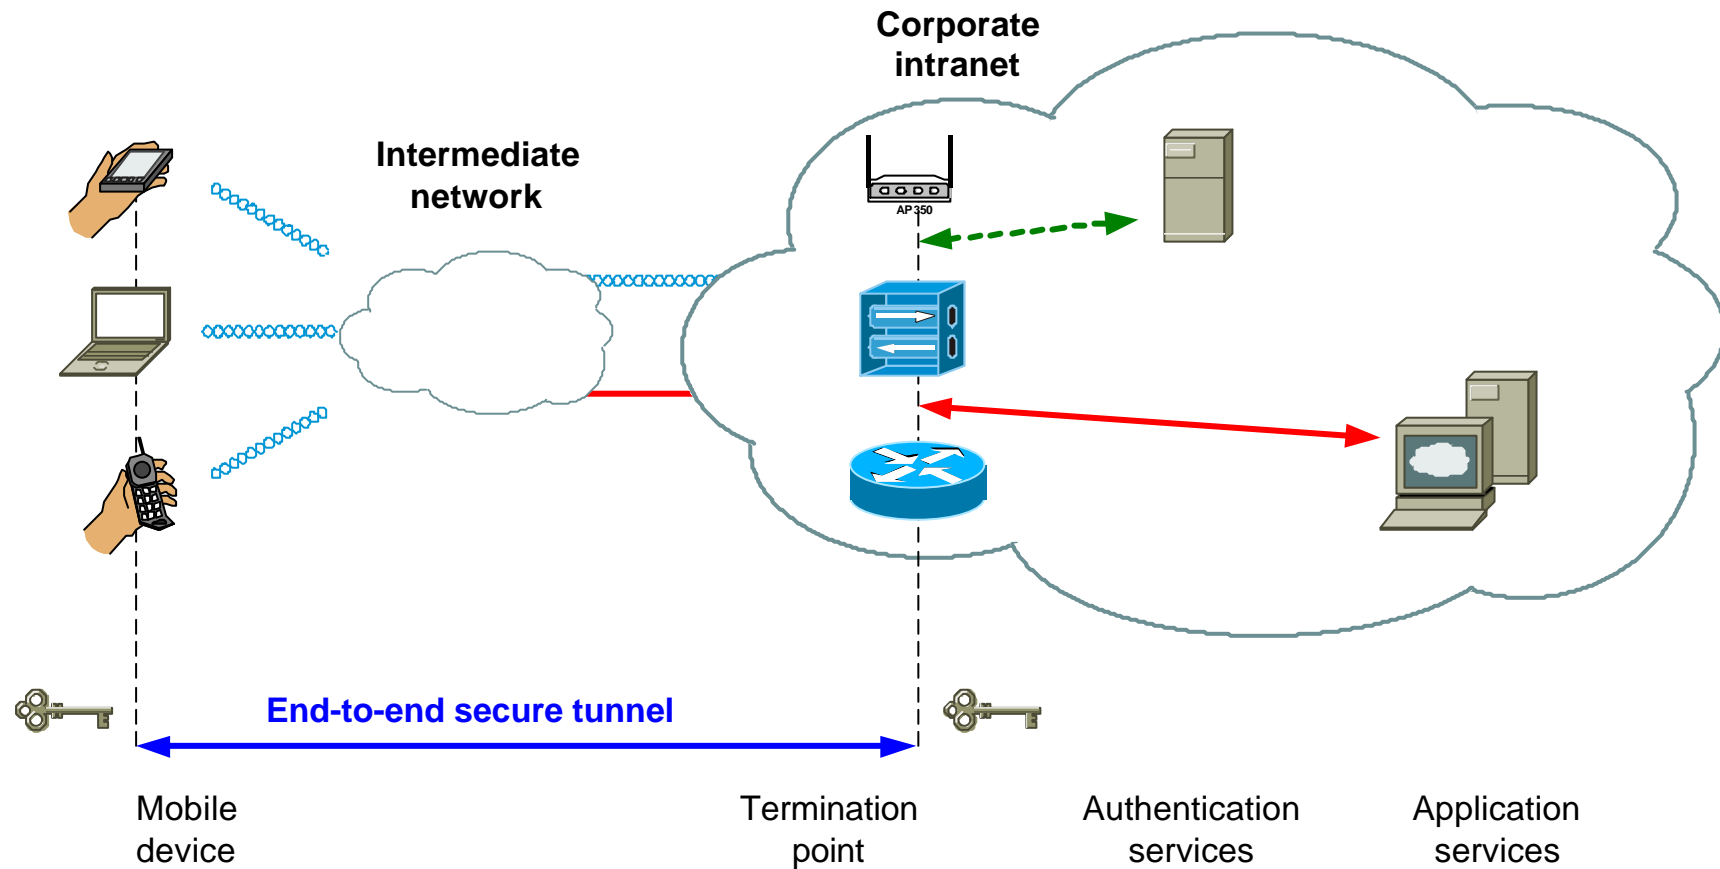 Corporate
intranet
Intermediate
network
AP 350
End-to-end secure tunnel
Mobile
device
Termination
point
Authentication
services
Application
services